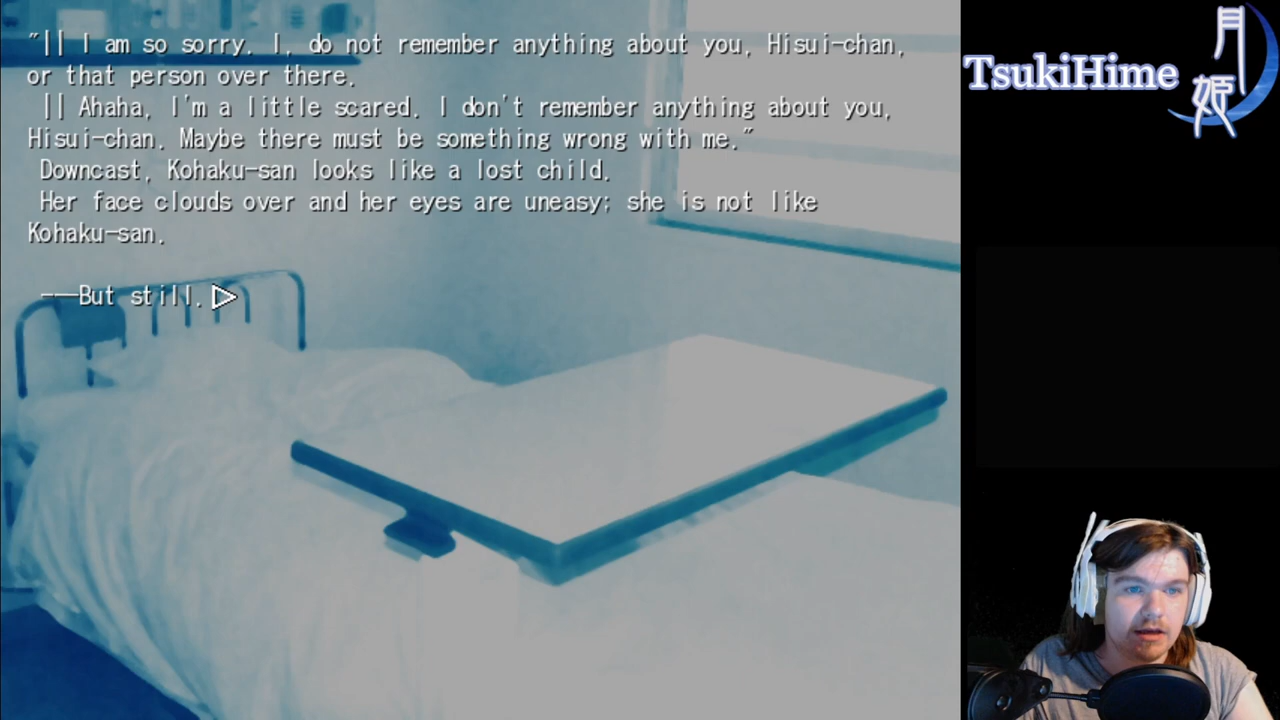 "|| I am so sorry. I, do not remember anything about you, Hisui-chan,
or that person over there.
|| Ahaha, I'm a little scared. I don't remember anything about you,
Hisui-chan. Maybe there must be something wrong with me."
Downcast, Kohaku-san looks like a lost child.
Her face clouds over and her eyes are uneasy; she is not like
Kohaku-san.
──But still.
TsukiHime
月
姫